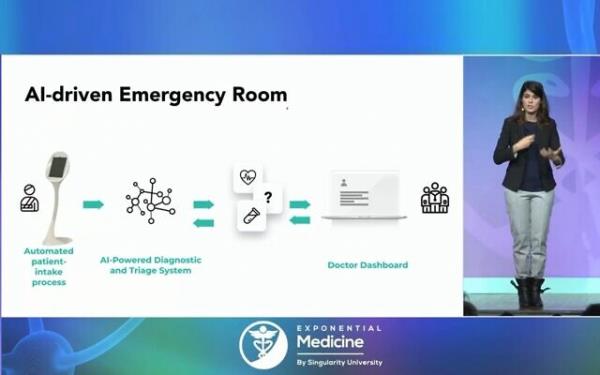 AI-driven Emergency Room
?
Automated
patient-
intake
process
AI-Powered Diagnostic
and Triage System
Doctor Dashboard
EXPONENTIAL
Medicine
By Singularity University